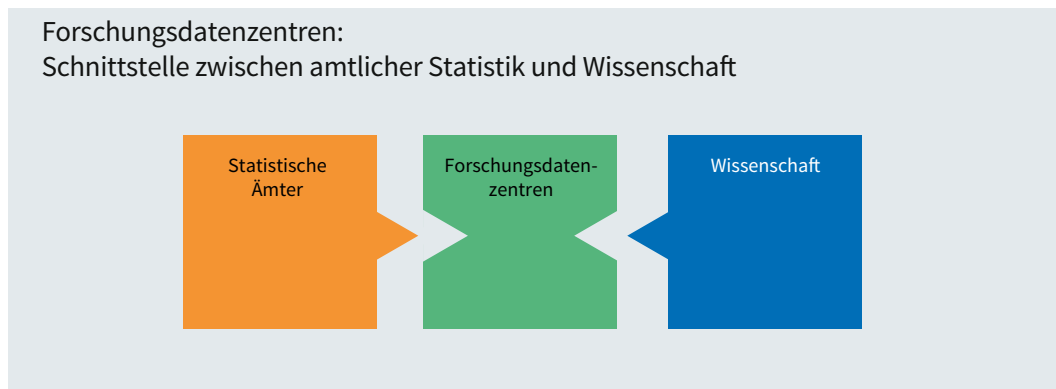 Forschungsdatenzentren:
Schnittstelle zwischen amtlicher Statistik und Wissenschaft
Statistische
Ämter
Forschungsdaten-
zentren
Wissenschaft